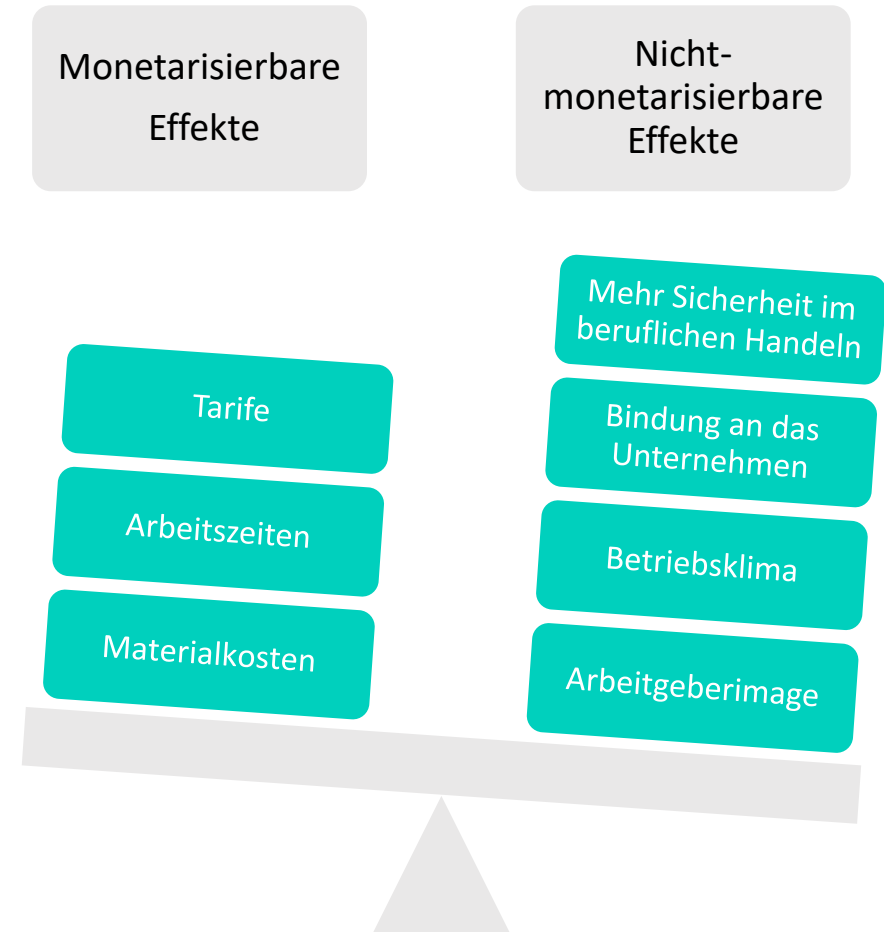 Monetarisierbare
Effekte
Nicht-
monetarisierbare
Effekte
Tarife
Arbeitszeiten
Materialkosten
Mehr Sicherheit im
beruflichen Handeln
Bindung an das
Unternehmen
Betriebsklima
Arbeitgeberimage